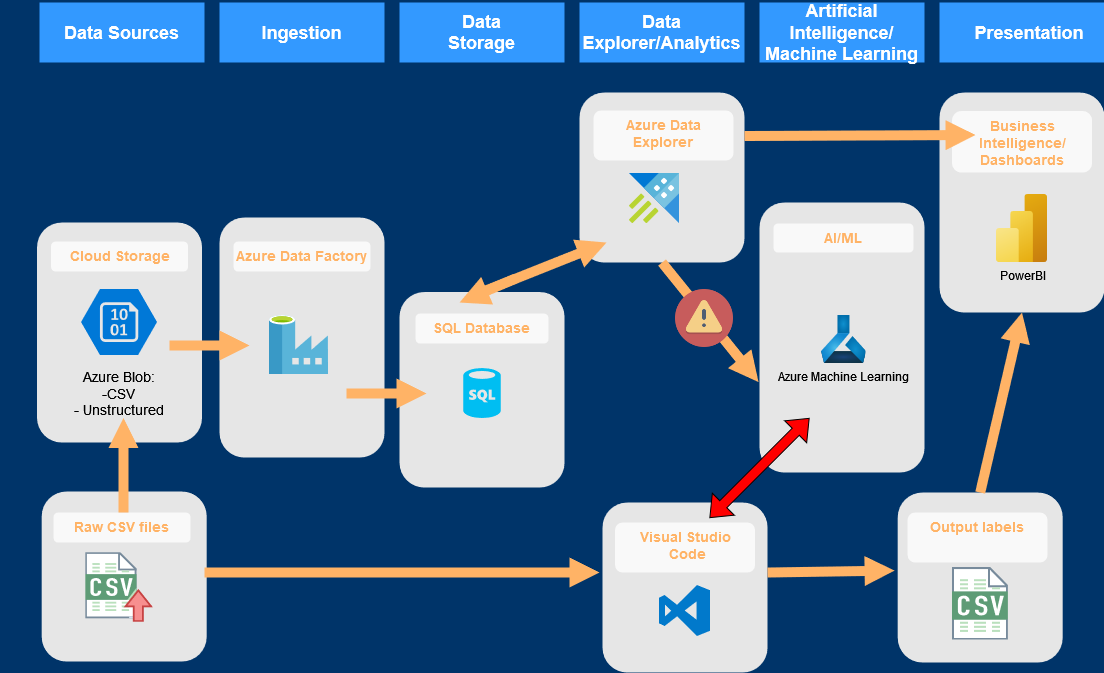 Data Sources
Ingestion
Data
Storage
Data
Explorer/Analytics
Artificial
Intelligence/
Machine Learning
Presentation
Azure Data
Explorer
Business
Intelligence/
Dashboards
PowerBI
AI/ML
Azure Machine Learning
Cloud Storage
10
01
Azure Blob:
-CSV
- Unstructured
Azure Data Factory
SQL Database
SQL
Raw CSV files
CSV
Visual Studio
Code
Output labels
CSV